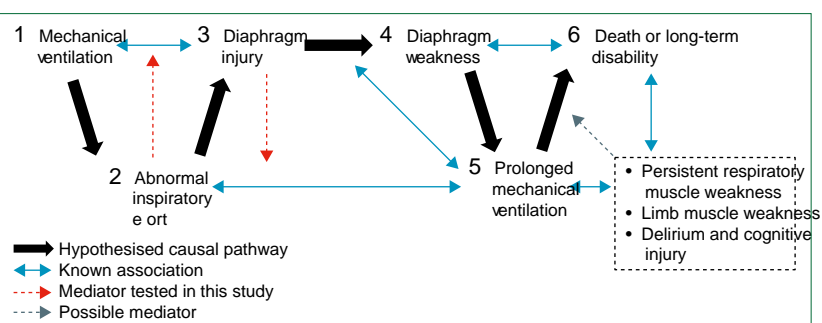 1 Mechanical
ventilation
3 Diaphragm
injury
4 Diaphragm
weakness
6 Death or long-term
disability
2 Abnormal
inspiratory
e ort
5 Prolonged
mechanical
ventilation
• Persistent respiratory
muscle weakness
• Limb muscle weakness
• Delirium and cognitive
injury
Hypothesised causal pathway
Known association
Mediator tested in this study
Possible mediator